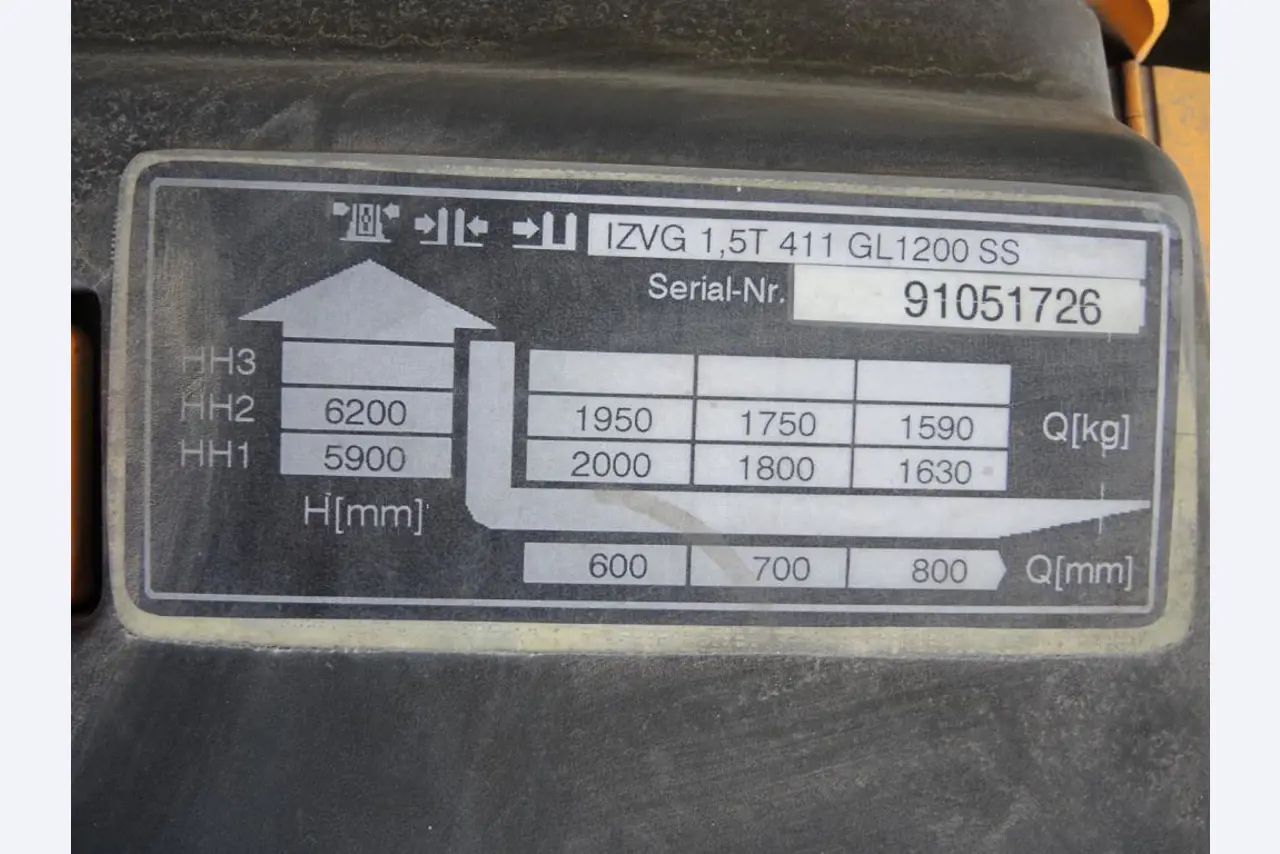 IZVG 1,5T 411 GL1200 SS
Serial-Nr. 91051726
HH3
HH2 6200 1950 1750 1590 Q[kg]
HH1 5900 2000 1800 1630
H[mm]
600 700 800 Q[mm]